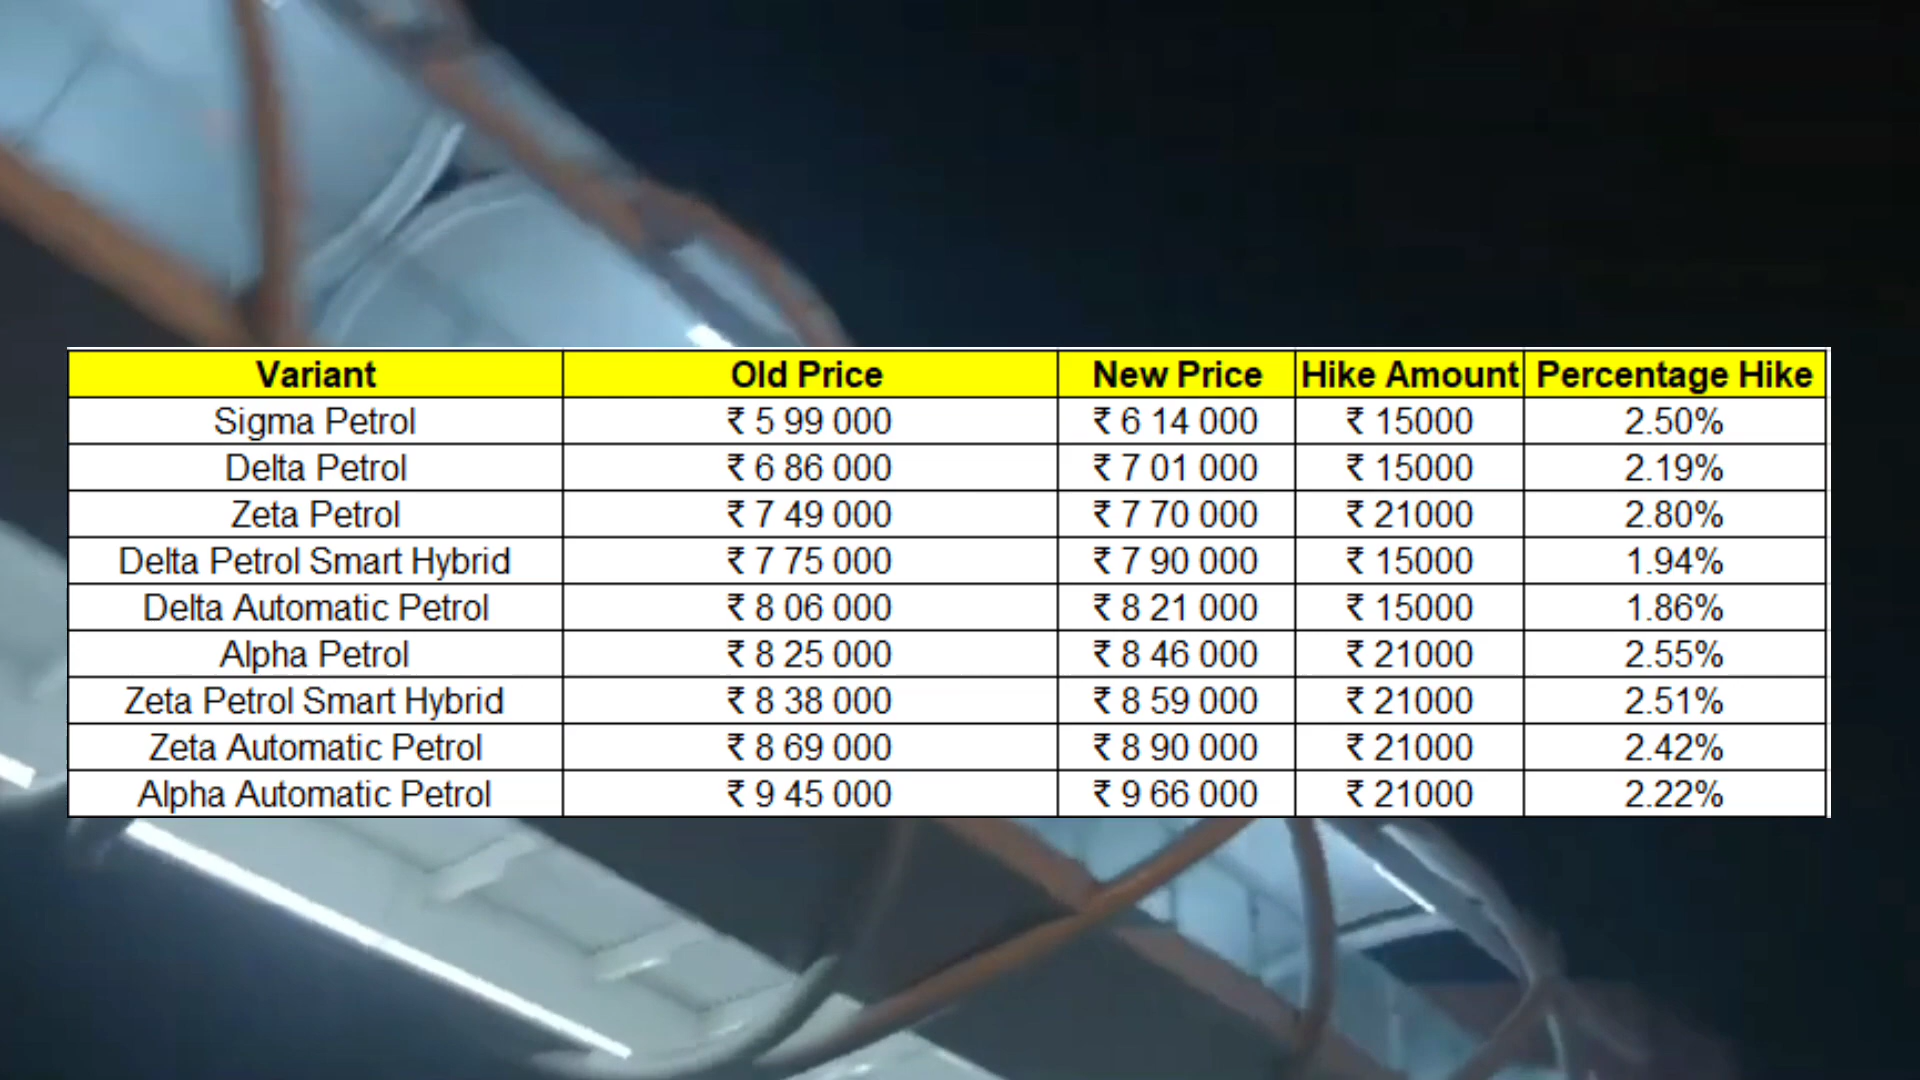 Variant Old Price New Price Hike Amount Percentage Hike
Sigma Petrol ₹ 5 99 000 ₹ 6 14 000 ₹ 15000 2.50%
Delta Petrol ₹ 6 86 000 ₹ 7 01 000 ₹ 15000 2.19%
Zeta Petrol ₹ 7 49 000 ₹ 7 70 000 ₹ 21000 2.80%
Delta Petrol Smart Hybrid ₹ 7 75 000 ₹ 7 90 000 ₹ 15000 1.94%
Delta Automatic Petrol ₹ 8 06 000 ₹ 8 21 000 ₹ 15000 1.86%
Alpha Petrol ₹ 8 25 000 ₹ 8 46 000 ₹ 21000 2.55%
Zeta Petrol Smart Hybrid ₹ 8 38 000 ₹ 8 59 000 ₹ 21000 2.51%
Zeta Automatic Petrol ₹ 8 69 000 ₹ 8 90 000 ₹ 21000 2.42%
Alpha Automatic Petrol ₹ 9 45 000 ₹ 9 66 000 ₹ 21000 2.22%